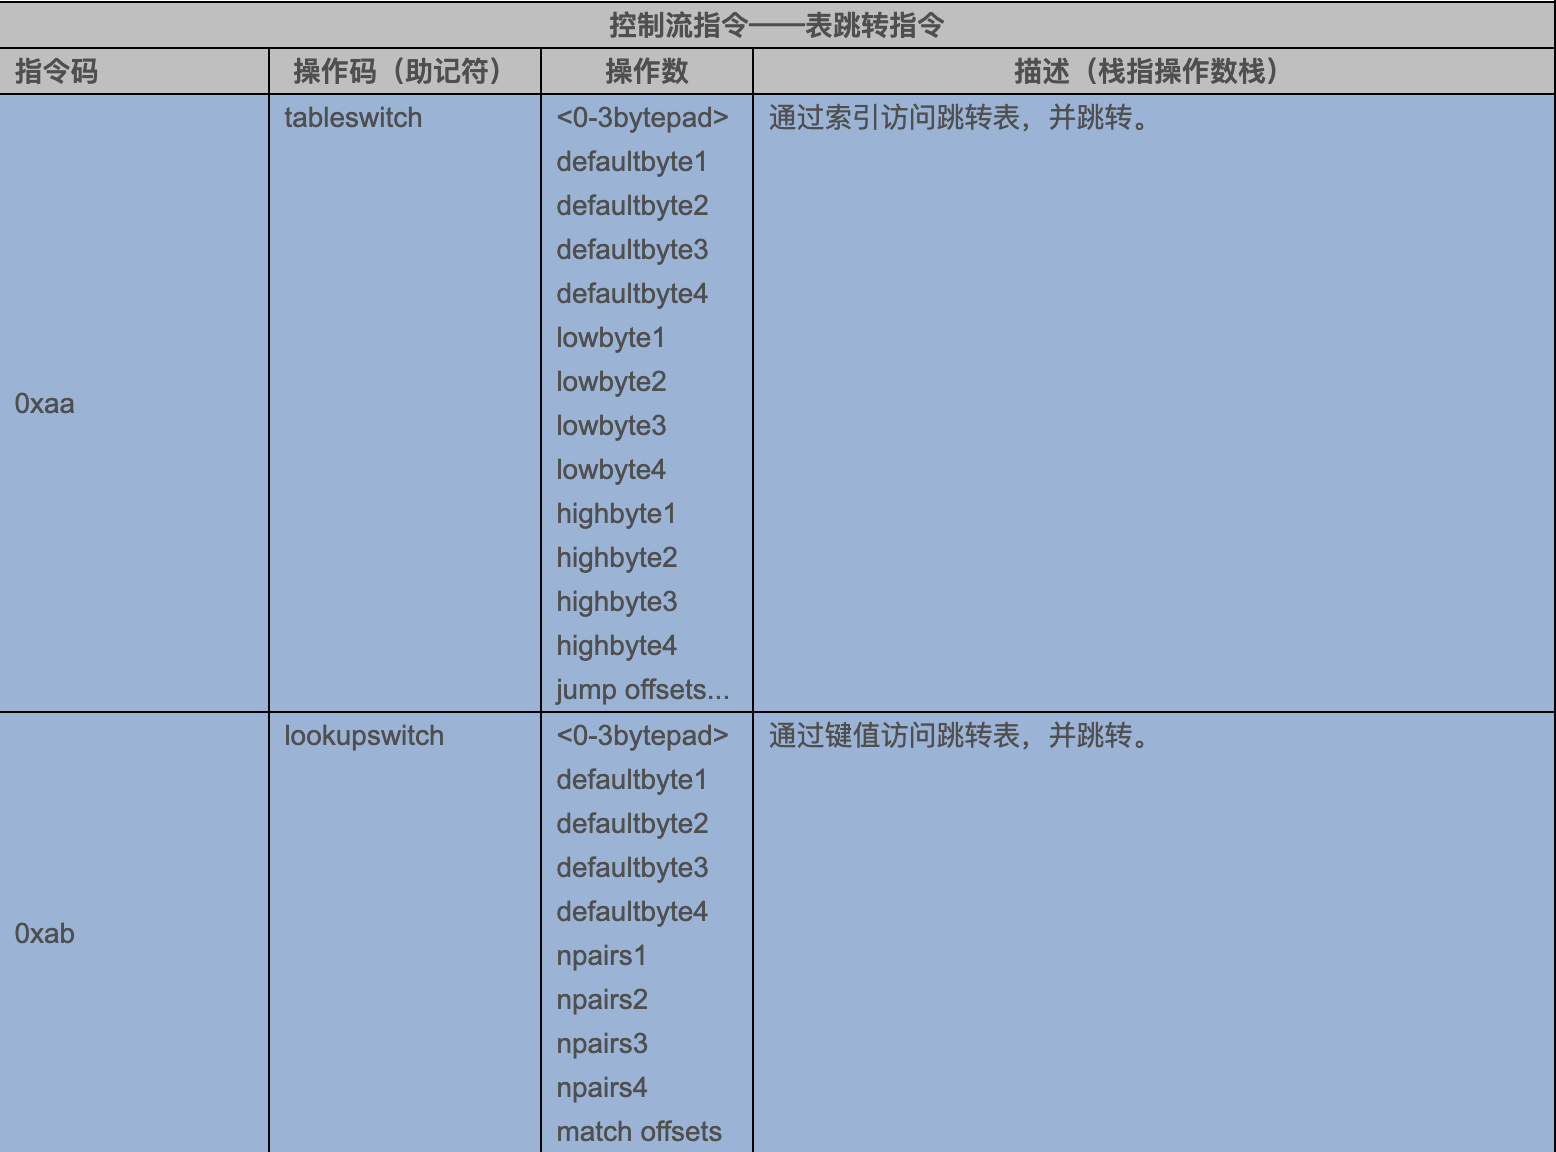 控制流指令——表跳转指令
指令码 操作码（助记符） 操作数 描述（栈指操作数栈）
0xaa tableswitch <0-3bytepad> 通过索引访问跳转表，并跳转。
defaultbyte1
defaultbyte2
defaultbyte3
defaultbyte4
lowbyte1
lowbyte2
lowbyte3
lowbyte4
highbyte1
highbyte2
highbyte3
highbyte4
jump offsets...
0xab lookupswitch <0-3bytepad> 通过键值访问跳转表，并跳转。
defaultbyte1
defaultbyte2
defaultbyte3
defaultbyte4
npairs1
npairs2
npairs3
npairs4
match offsets